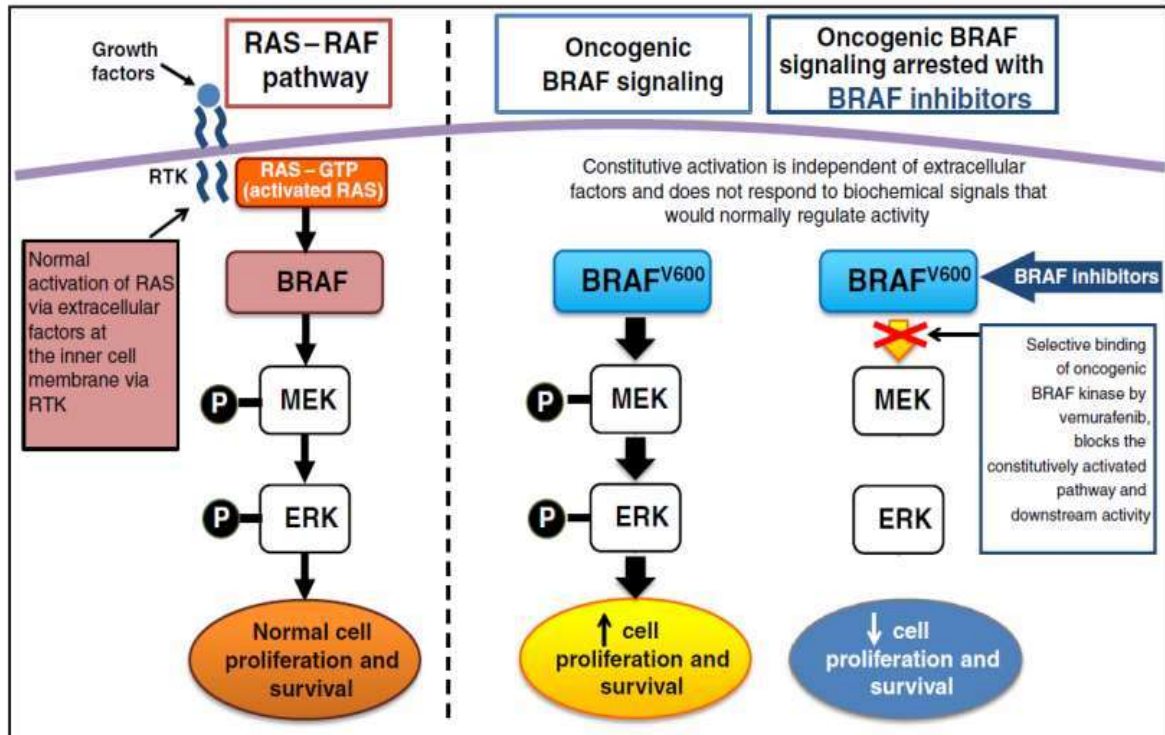 Growth
factors
RAS–RAF
pathway
RTK
RAS–GTP
(activated RAS)
Normal
activation of RAS
via extracellular
factors at
the inner cell
membrane via
RTK
BRAF
P
MEK
P
ERK
Normal cell
proliferation and
survival
Oncogenic
BRAF signaling
Oncogenic BRAF
signaling arrested with
BRAF inhibitors
Constitutive activation is independent of extracellular
factors and does not respond to biochemical signals that
would normally regulate activity
BRAFV600
P
MEK
P
ERK
↑ cell
proliferation and
survival
BRAFV600
BRAF inhibitors
Selective binding
of oncogenic
BRAF kinase by
vemurafenib,
blocks the
constitutively activated
pathway and
downstream activity
MEK
ERK
↓ cell
proliferation and
survival